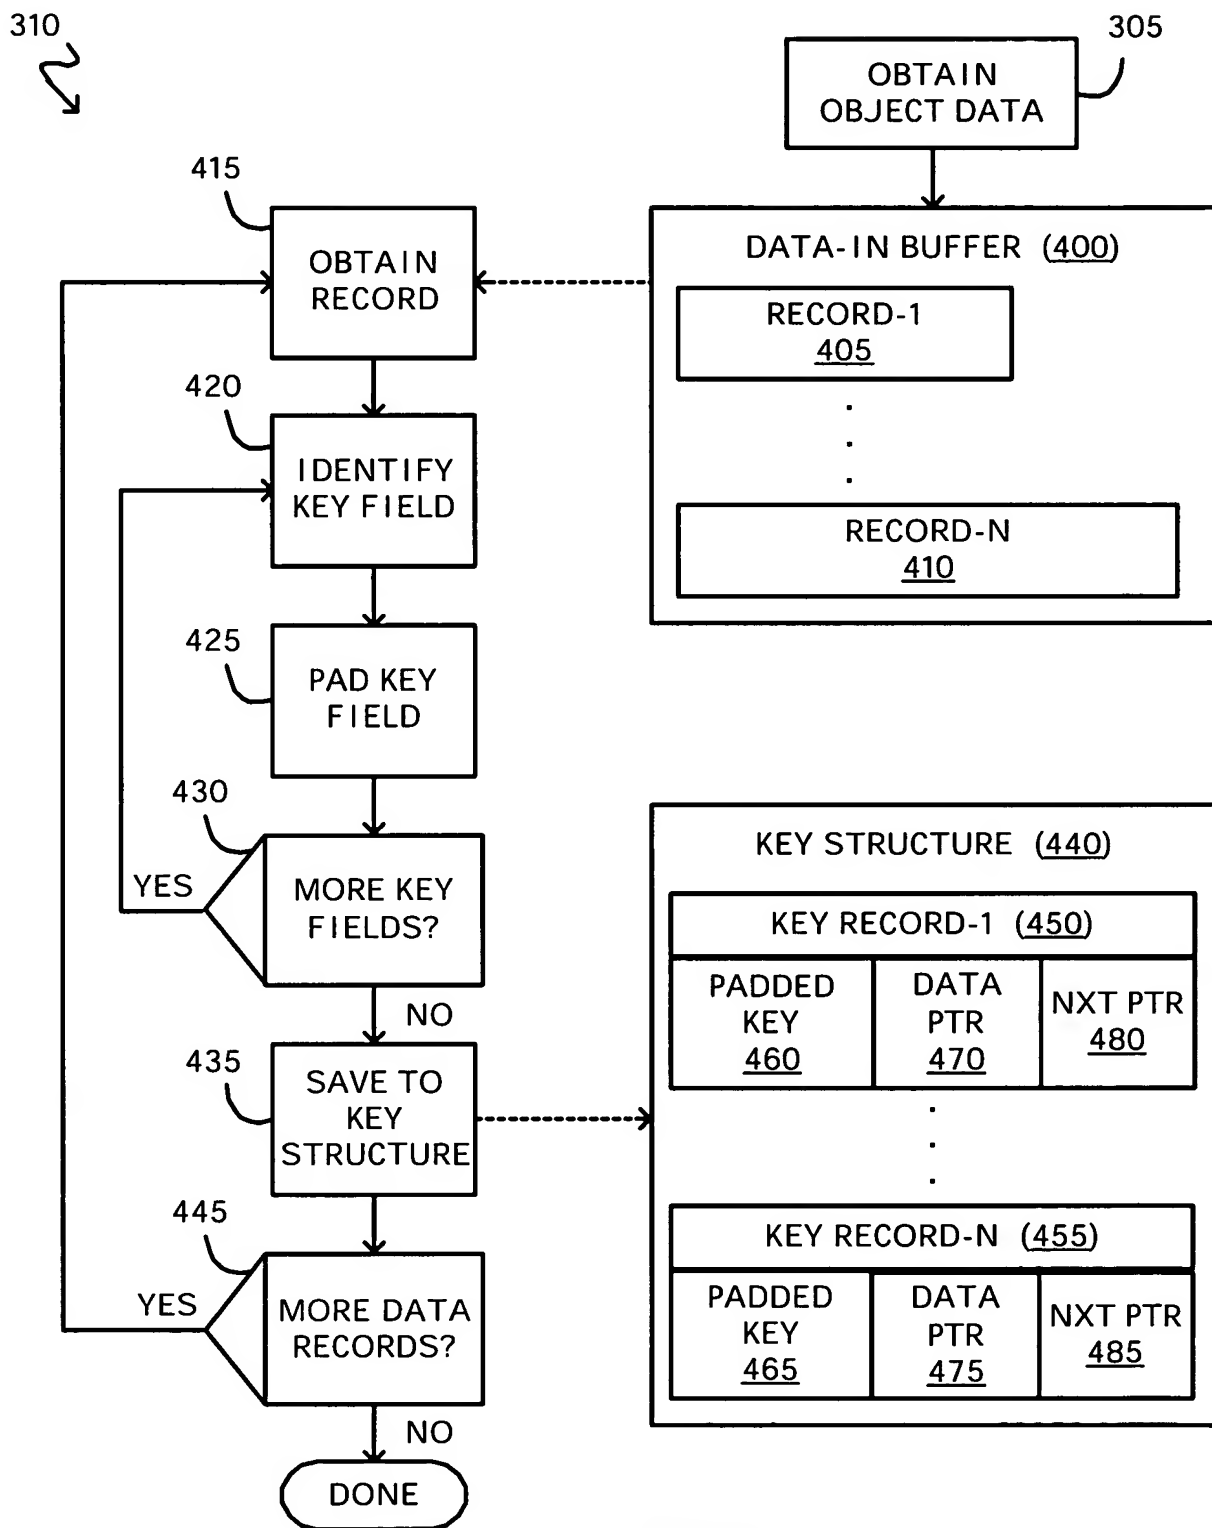 310
305
OBTAIN
OBJECT DATA
415
OBTAIN
RECORD
DATA-IN BUFFER (400)
RECORD-1
405
420
IDENTIFY
KEY FIELD
RECORD-N
410
425
PAD KEY
FIELD
430
YES
MORE KEY
FIELDS?
NO
KEY STRUCTURE (440)
KEY RECORD-1 (450)
PADDED
KEY
460
DATA
PTR
470
NXT PTR
480
435
SAVE TO
KEY
STRUCTURE
445
YES
MORE DATA
RECORDS?
NO
KEY RECORD-N (455)
PADDED
KEY
465
DATA
PTR
475
NXT PTR
485
DONE